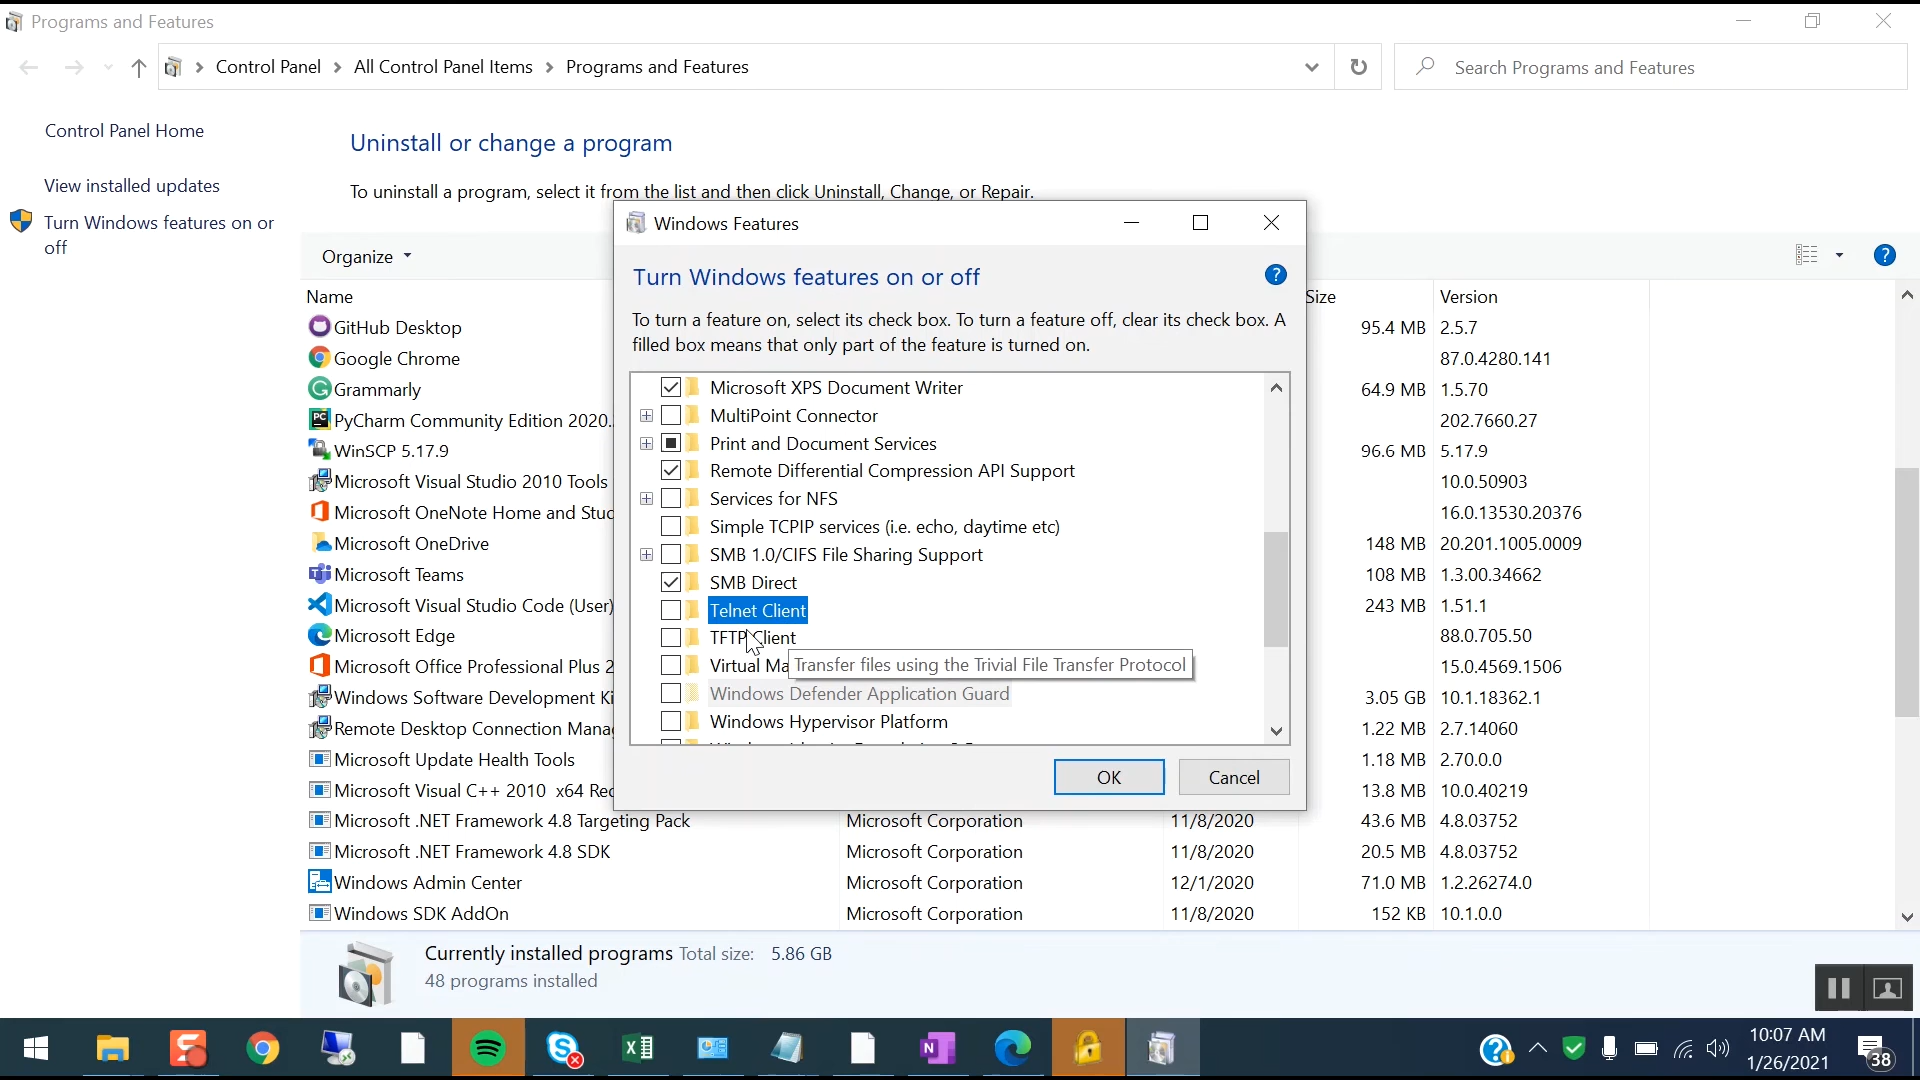 Programs and Features
Control Panel > All Control Panel Items > Programs and Features
Search Programs and Features
Control Panel Home
View installed updates
Turn Windows features on or
off
Uninstall or change a program
To uninstall a program, select it from the list and then click Uninstall, Change, or Repair.
Organize
Windows Features
Turn Windows features on or off
To turn a feature on, select its check box. To turn a feature off, clear its check box. A
filled box means that only part of the feature is turned on.
Microsoft XPS Document Writer
MultiPoint Connector
Print and Document Services
Remote Differential Compression API Support
Services for NFS
Simple TCPIP services (i.e. echo, daytime etc)
SMB 1.0/CIFS File Sharing Support
SMB Direct
Telnet Client
TFTP Client
Virtual Ma
Transfer files using the Trivial File Transfer Protocol
Windows Defender Application Guard
Windows Hypervisor Platform
OK Cancel
Name Size Version
GitHub Desktop 95.4 MB 2.5.7
Google Chrome 87.0.4280.141
Grammarly 64.9 MB 1.5.70
PyCharm Community Edition 2020. 202.7660.27
WinSCP 5.17.9 96.6 MB 5.17.9
Microsoft Visual Studio 2010 Tools 10.0.50903
Microsoft OneNote Home and Stud 16.0.13530.20376
Microsoft OneDrive 148 MB 20.201.1005.0009
Microsoft Teams 108 MB 1.3.00.34662
Microsoft Visual Studio Code (User) 243 MB 1.51.1
Microsoft Edge 88.0.705.50
Microsoft Office Professional Plus 2 15.0.4569.1506
Windows Software Development Ki 3.05 GB 10.1.18362.1
Remote Desktop Connection Mana 1.22 MB 2.7.14060
Microsoft Update Health Tools 1.18 MB 2.70.0.0
Microsoft Visual C++ 2010 x64 Rec 13.8 MB 10.0.40219
Microsoft .NET Framework 4.8 Targeting Pack Microsoft Corporation 11/8/2020 43.6 MB 4.8.03752
Microsoft .NET Framework 4.8 SDK Microsoft Corporation 11/8/2020 20.5 MB 4.8.03752
Windows Admin Center Microsoft Corporation 12/1/2020 71.0 MB 1.2.26274.0
Windows SDK AddOn Microsoft Corporation 11/8/2020 152 KB 10.1.0.0
Currently installed programs Total size: 5.86 GB
48 programs installed
10:07 AM
1/26/2021
38